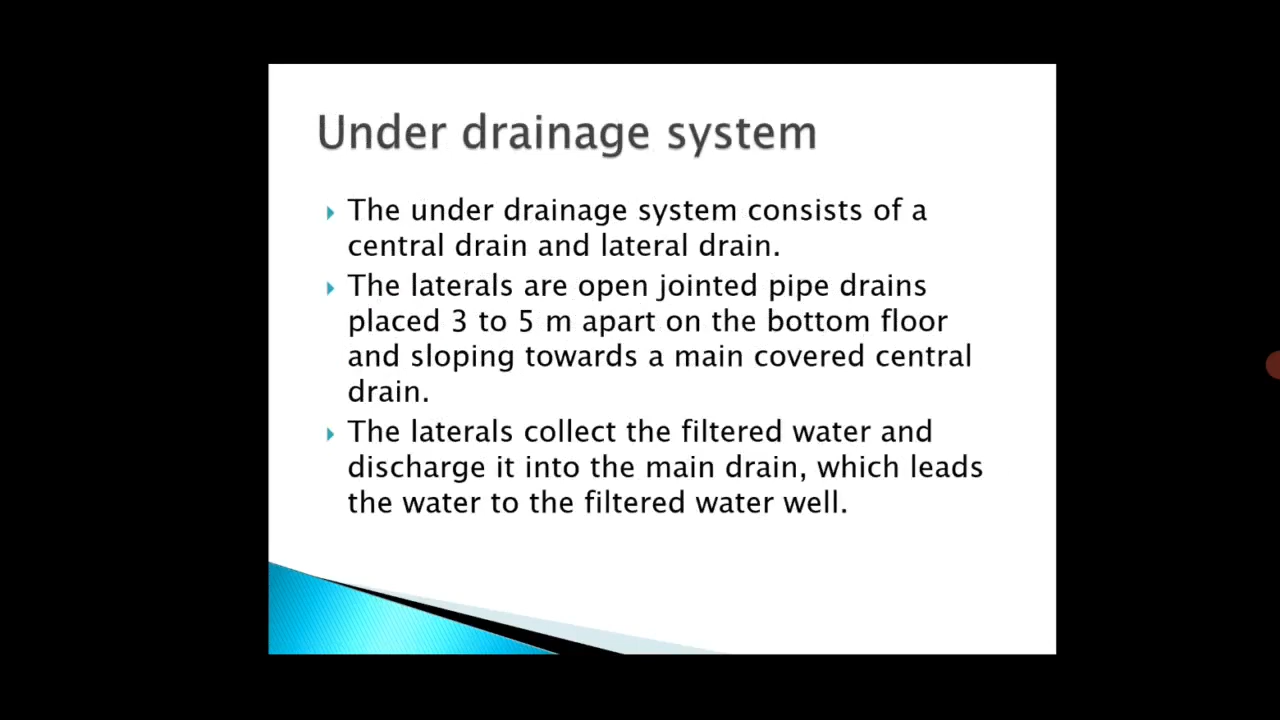 Under drainage system
The under drainage system consists of a
central drain and lateral drain.
The laterals are open jointed pipe drains
placed 3 to 5 m apart on the bottom floor
and sloping towards a main covered central
drain.
The laterals collect the filtered water and
discharge it into the main drain, which leads
the water to the filtered water well.